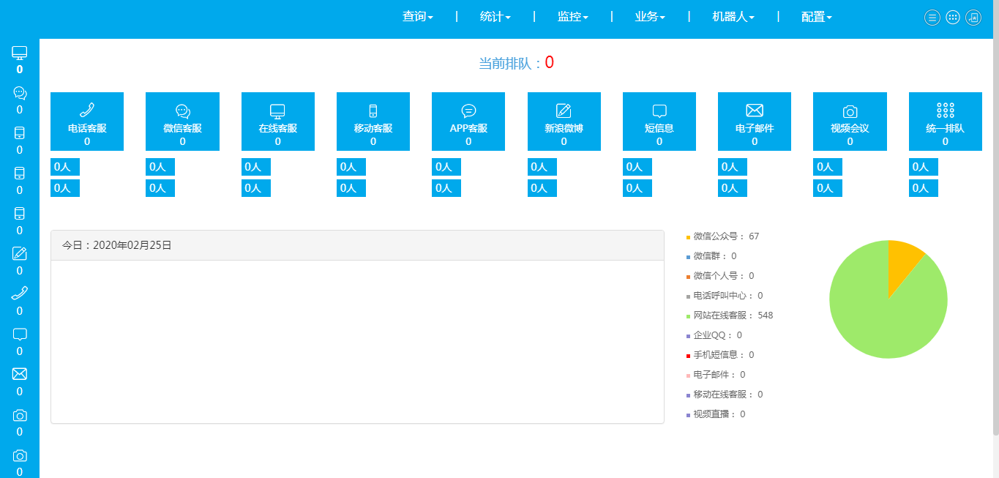 查询 | 统计 | 监控 | 业务 | 机器人 | 配置
当前排队：0
0
0
0
0
0
0
0
0
0
0
0
电话客服 微信客服 在线客服 移动客服 APP客服 新浪微博 短信息 电子邮件 视频会议 统一排队
0 0 0 0 0 0 0 0 0 0
0人 0人 0人 0人 0人 0人 0人 0人 0人 0人
0人 0人 0人 0人 0人 0人 0人 0人 0人 0人
今日：2020年02月25日
微信公众号： 67
微信群： 0
微信个人号： 0
电话呼叫中心： 0
网站在线客服： 548
企业QQ： 0
手机短信息： 0
电子邮件： 0
移动在线客服： 0
视频直播： 0